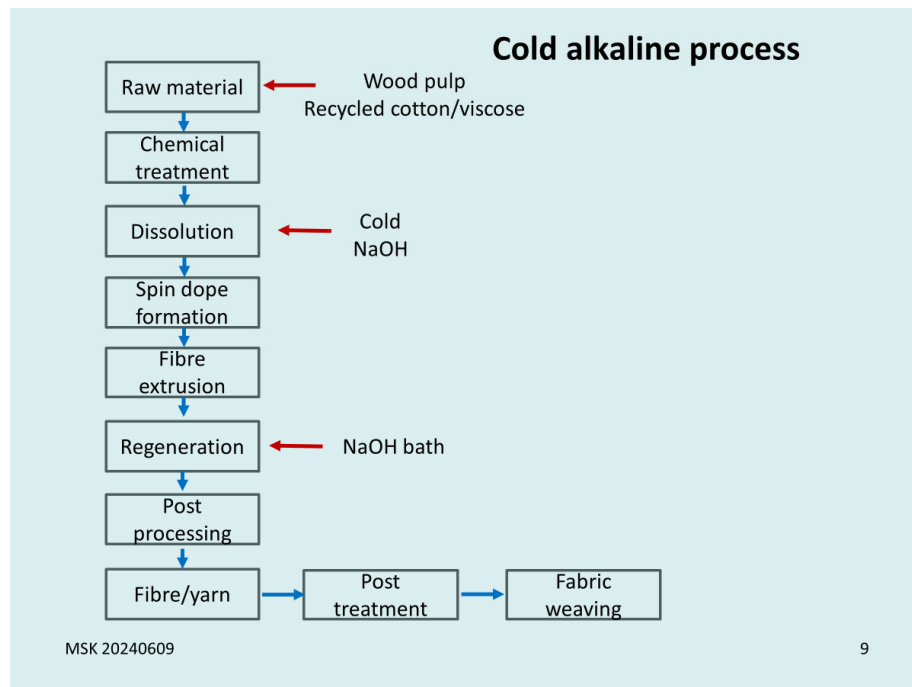 Cold alkaline process
Raw material
Wood pulp
Recycled cotton/viscose
Chemical
treatment
Dissolution
Cold
NaOH
Spin dope
formation
Fibre
extrusion
Regeneration
NaOH bath
Post
processing
Fibre/yarn
Post
treatment
Fabric
weaving
MSK 20240609
9